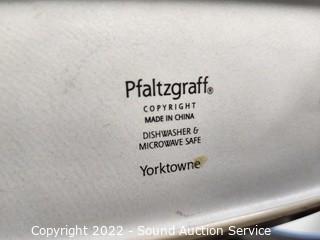 Pfaltzgraff®
COPYRIGHT
MADE IN CHINA
DISHWASHER &
MICROWAVE SAFE
Yorktowne
Copyright 2022 - Sound Auction Service